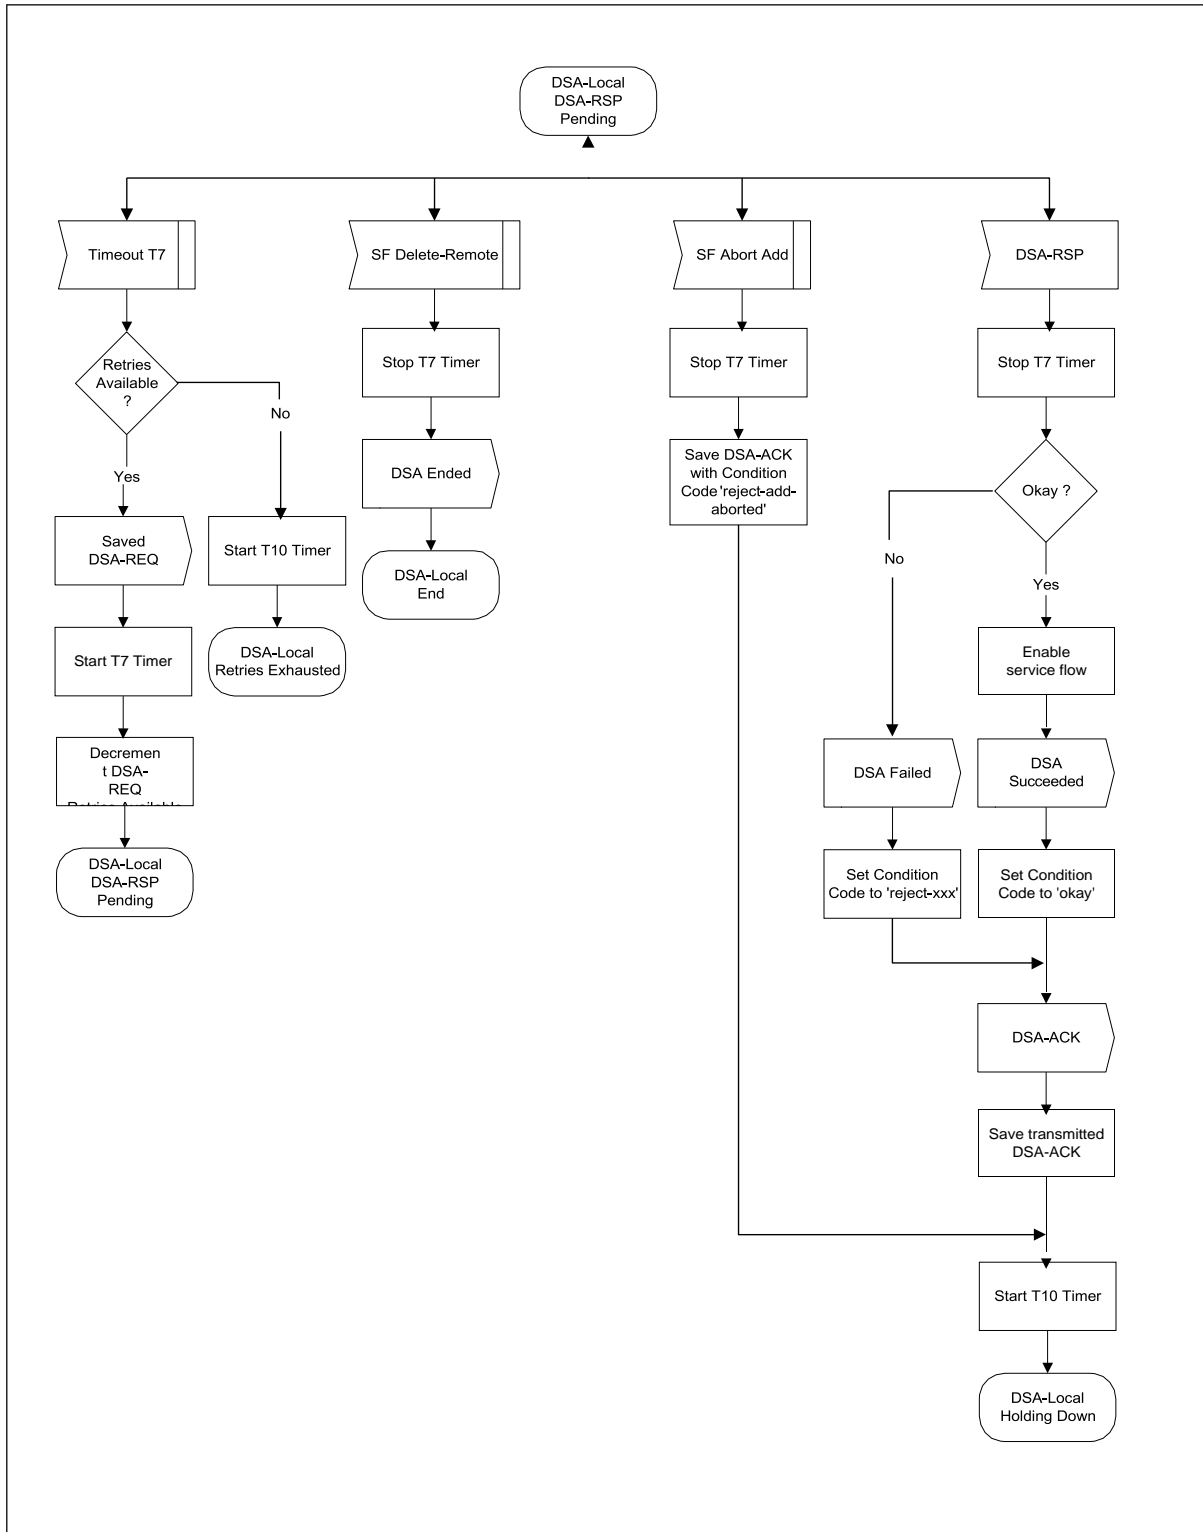 DSA-Local
DSA-RSP
Pending
Timeout T7
SF Delete-Remote
SF Abort Add
DSA-RSP
Retries
Available
?
Stop T7 Timer
Stop T7 Timer
Stop T7 Timer
No
Yes
DSA Ended
Save DSA-ACK
with Condition
Code 'reject-add-
aborted'
Okay ?
Saved
DSA-REQ
Start T10 Timer
DSA-Local
End
No
Yes
Start T7 Timer
DSA-Local
Retries Exhausted
Enable
service flow
Decremen
t DSA-
REQ
Retries Available
DSA Failed
DSA
Succeeded
DSA-Local
DSA-RSP
Pending
Set Condition
Code to 'reject-xxx'
Set Condition
Code to 'okay'
DSA-ACK
Save transmitted
DSA-ACK
Start T10 Timer
DSA-Local
Holding Down